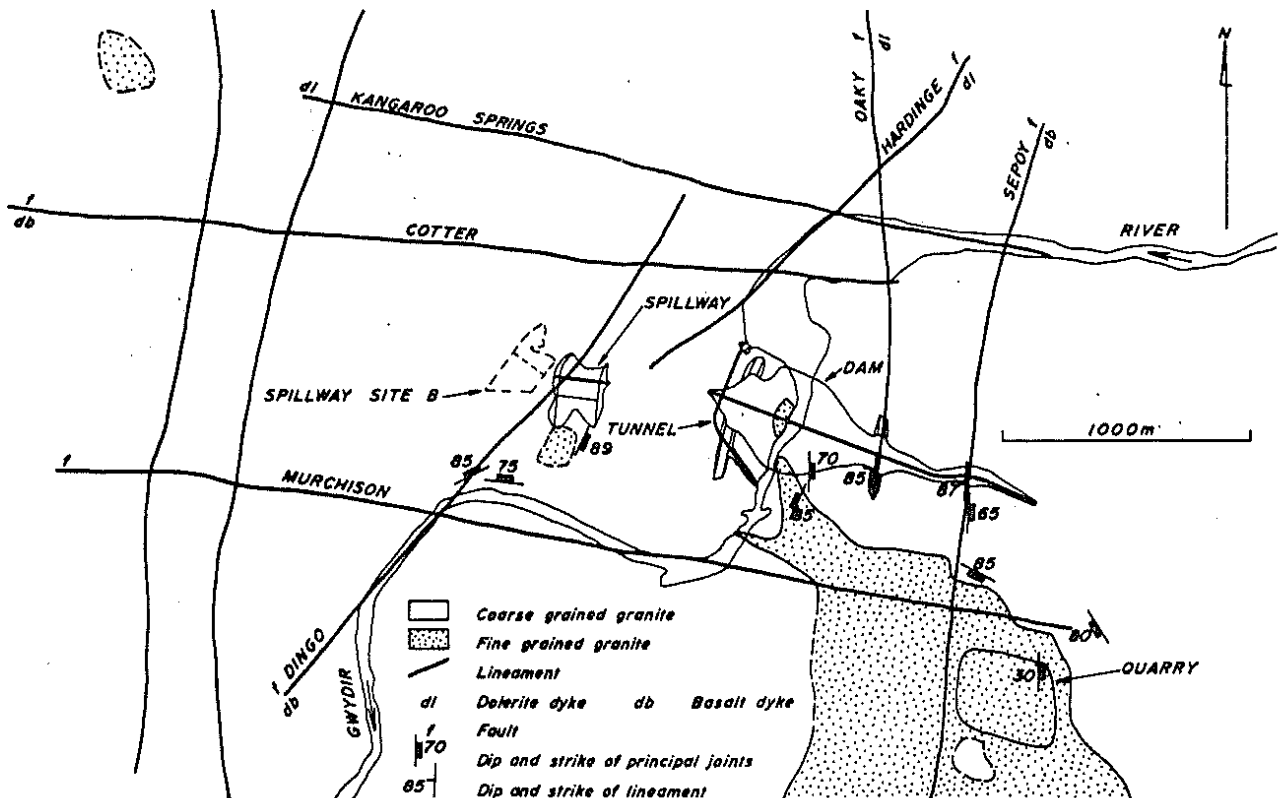 N
f
dl
OAKY
f
dl
HARDINGE
dl
KANGAROO SPRINGS
f
db
SEPOY
f
db
COTTER
RIVER
SPILLWAY
DAM
SPILLWAY SITE B
TUNNEL
1000m
89
85
75
70
85
87
85
65
f
MURCHISON
85
80
QUARRY
30
f
DINGO
db
GWYDIR
Coarse grained granite
Fine grained granite
Lineament
dl Dolerite dyke db Basalt dyke
f Fault
70 Dip and strike of principal joints
85 Dip and strike of lineament